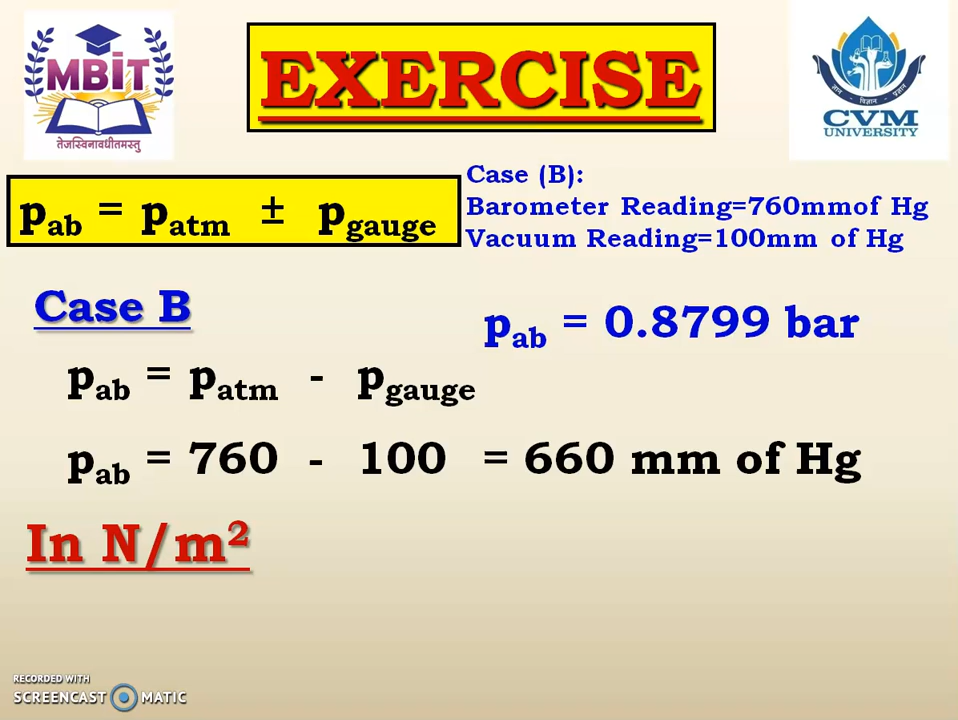 MBIT
तेजस्विनावधीतमस्तु
EXERCISE
ज्ञान - विज्ञान - प्रज्ञान
CVM
UNIVERSITY
Case (B):
Barometer Reading=760mmof Hg
Vacuum Reading=100mm of Hg
pab = patm ± pgauge
Case B
pab = 0.8799 bar
pab = patm - pgauge
pab = 760 - 100 = 660 mm of Hg
In N/m²
RECORDED WITH
SCREENCAST MATIC